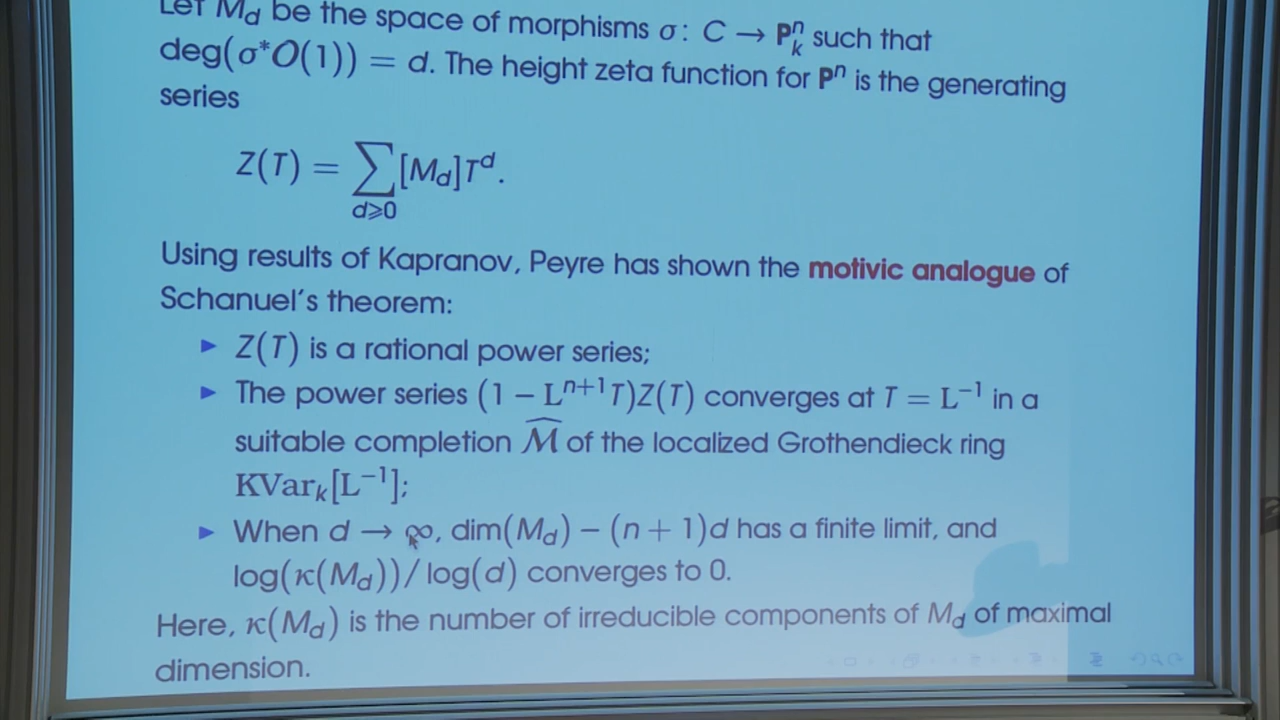 Let M_d be the space of morphisms σ: C → P^n_k such that
deg(σ*O(1)) = d. The height zeta function for P^n is the generating
series
Z(T) = ∑_{d⩾0} [M_d]T^d.
Using results of Kapranov, Peyre has shown the motivic analogue of
Schanuel's theorem:
▶ Z(T) is a rational power series;
▶ The power series (1 − L^{n+1}T)Z(T) converges at T = L^{−1} in a
suitable completion \widehat{M} of the localized Grothendieck ring
KVar_k[L^{−1}];
▶ When d → ∞, dim(M_d) − (n + 1)d has a finite limit, and
log(κ(M_d))/ log(d) converges to 0.
Here, κ(M_d) is the number of irreducible components of M_d of maximal
dimension.